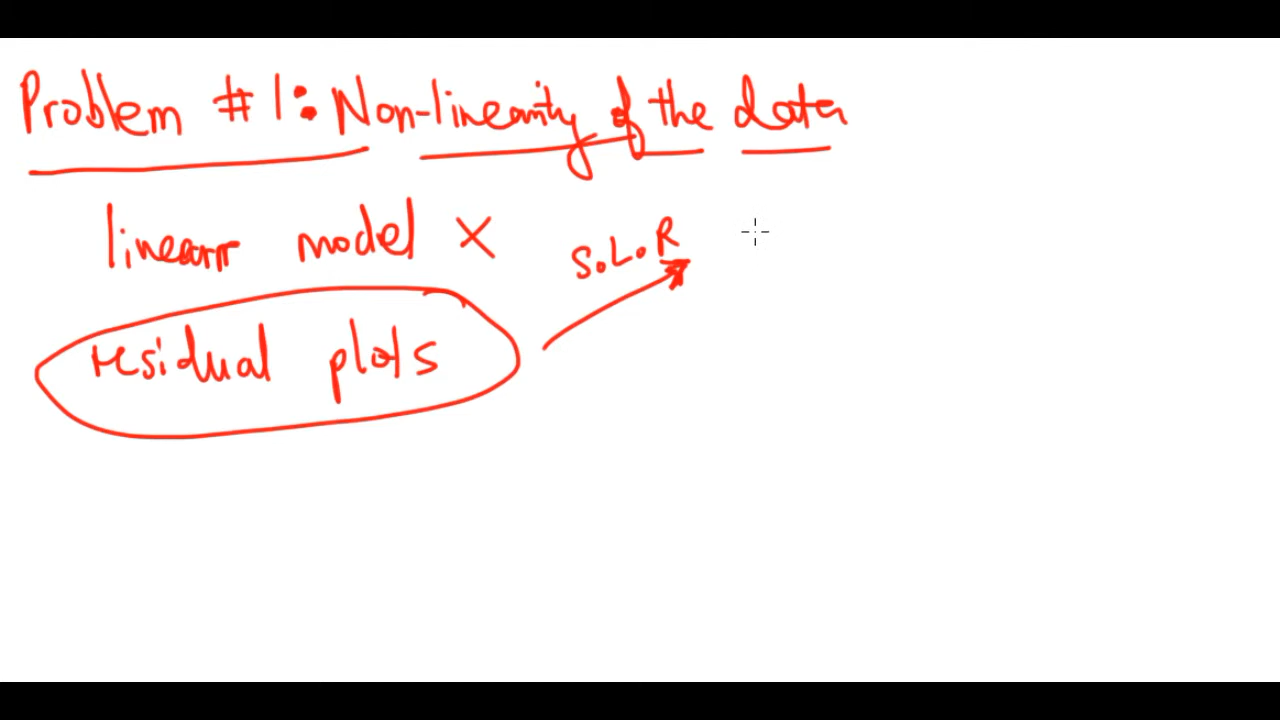 Problem #1: Non-linearity of the data
linear model X
S.L.R
residual plots